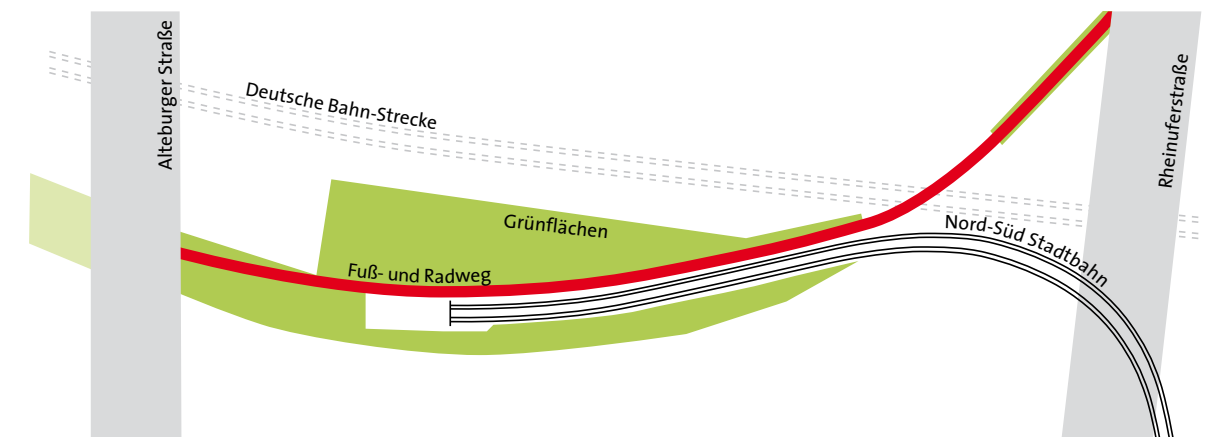 Alteburger Straße
Deutsche Bahn-Strecke
Rheinuferstraße
Grünflächen
Nord-Süd Stadtbahn
Fuß- und Radweg